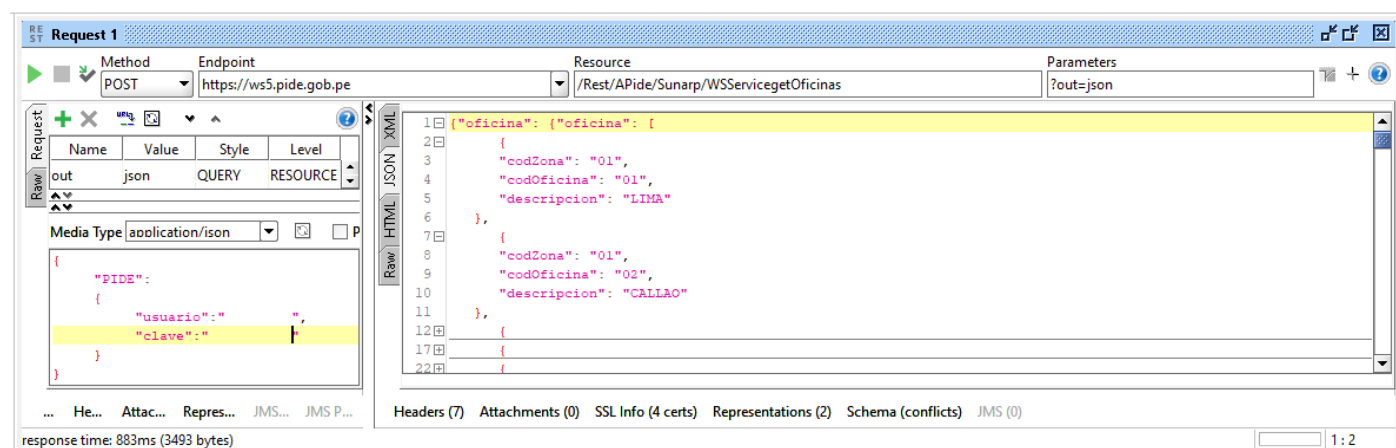 REST Request 1
Method Endpoint Resource Parameters
POST https://ws5.pide.gob.pe /Rest/APide/Sunarp/WSServicegetOficinas ?out=json
Request
Raw
Name Value Style Level
out json QUERY RESOURCE
Media Type application/json P
{
"PIDE":
{
"usuario":" ",
"clave":" "
}
}
... He... Attac... Repres... JMS... JMS P...
XML
JSON
HTML
Raw
1 {"oficina": {"oficina": [
2 {
3 "codZona": "01",
4 "codOficina": "01",
5 "descripcion": "LIMA"
6 },
7 {
8 "codZona": "01",
9 "codOficina": "02",
10 "descripcion": "CALLAO"
11 },
12 {
17 {
22 {
Headers (7) Attachments (0) SSL Info (4 certs) Representations (2) Schema (conflicts) JMS (0)
response time: 883ms (3493 bytes) 1 : 2